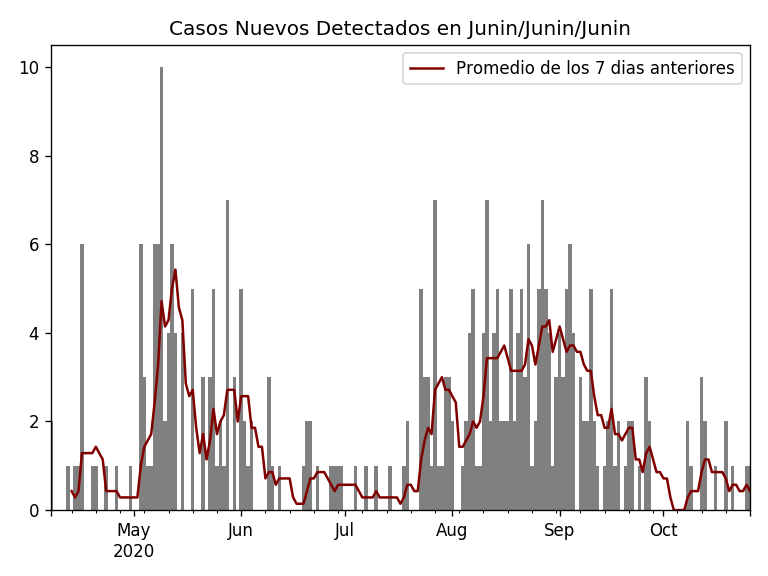 Casos Nuevos Detectados en Junin/Junin/Junin
Promedio de los 7 dias anteriores
10
8
6
4
2
0
May Jun Jul Aug Sep Oct
2020